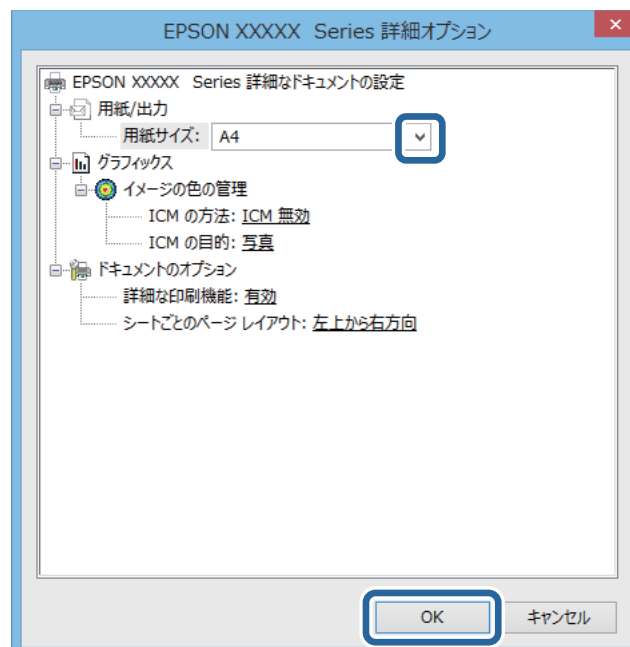 EPSON XXXXX Series 詳細オプション
EPSON XXXXX Series 詳細なドキュメントの設定
用紙/出力
用紙サイズ: A4
グラフィックス
イメージの色の管理
ICM の方法: ICM 無効
ICM の目的: 写真
ドキュメントのオプション
詳細な印刷機能: 有効
シートごとのページ レイアウト: 左上から右方向
OK キャンセル